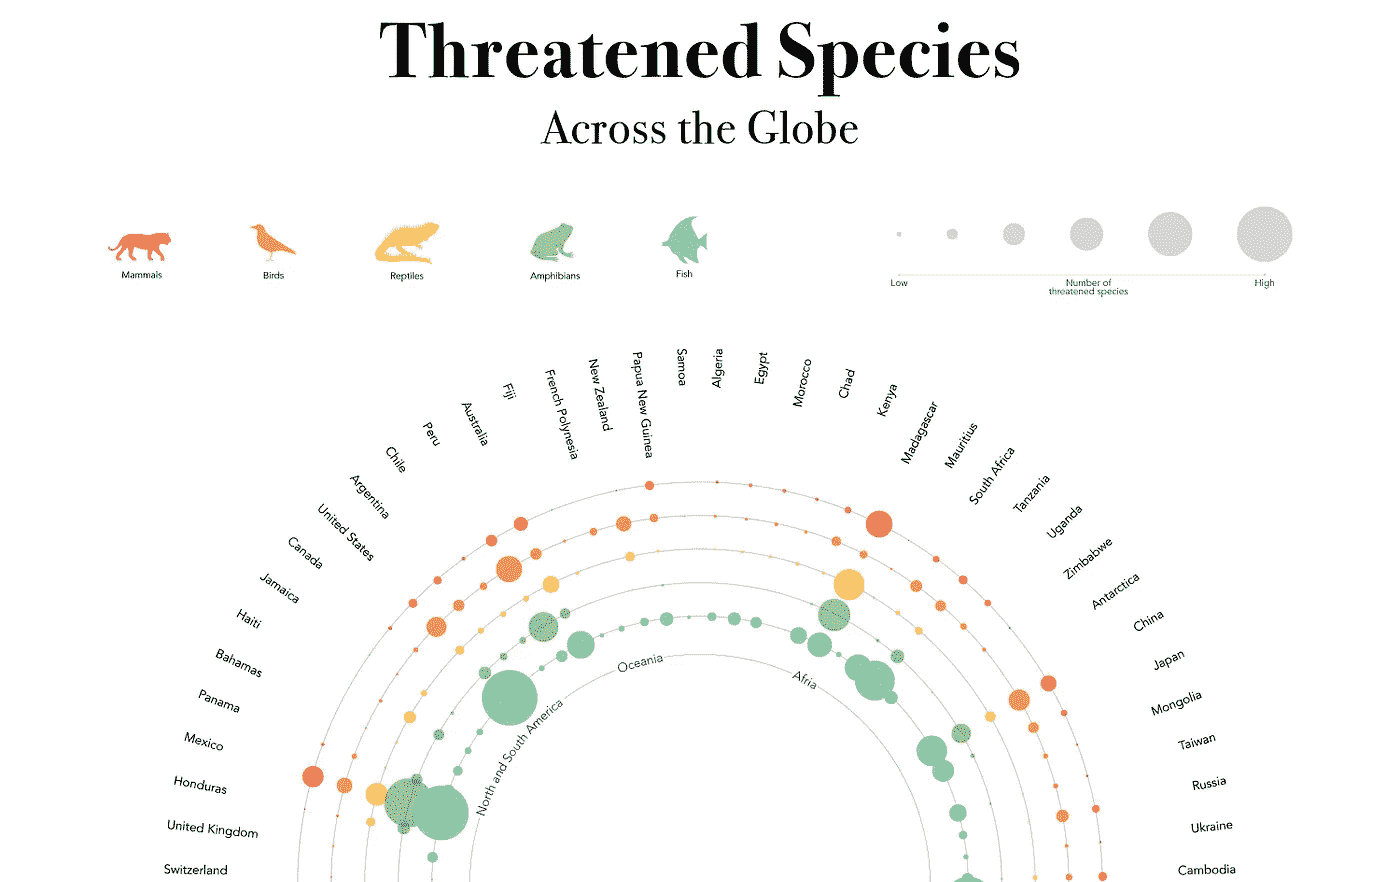 Threatened Species
Across the Globe
Mammals
Birds
Reptiles
Amphibians
Fish
Low
Number of
threatened species
High
Switzerland
United Kingdom
Honduras
Mexico
Panama
Bahamas
Haiti
Jamaica
Canada
United States
Argentina
Chile
Peru
Australia
Fiji
French Polynesia
New Zealand
Papua New Guinea
Samoa
Algeria
Egypt
Morocco
Chad
Kenya
Madagascar
Mauritius
South Africa
Tanzania
Uganda
Zimbabwe
Antarctica
China
Japan
Mongolia
Taiwan
Russia
Ukraine
Cambodia
North and South America
Oceania
Afria